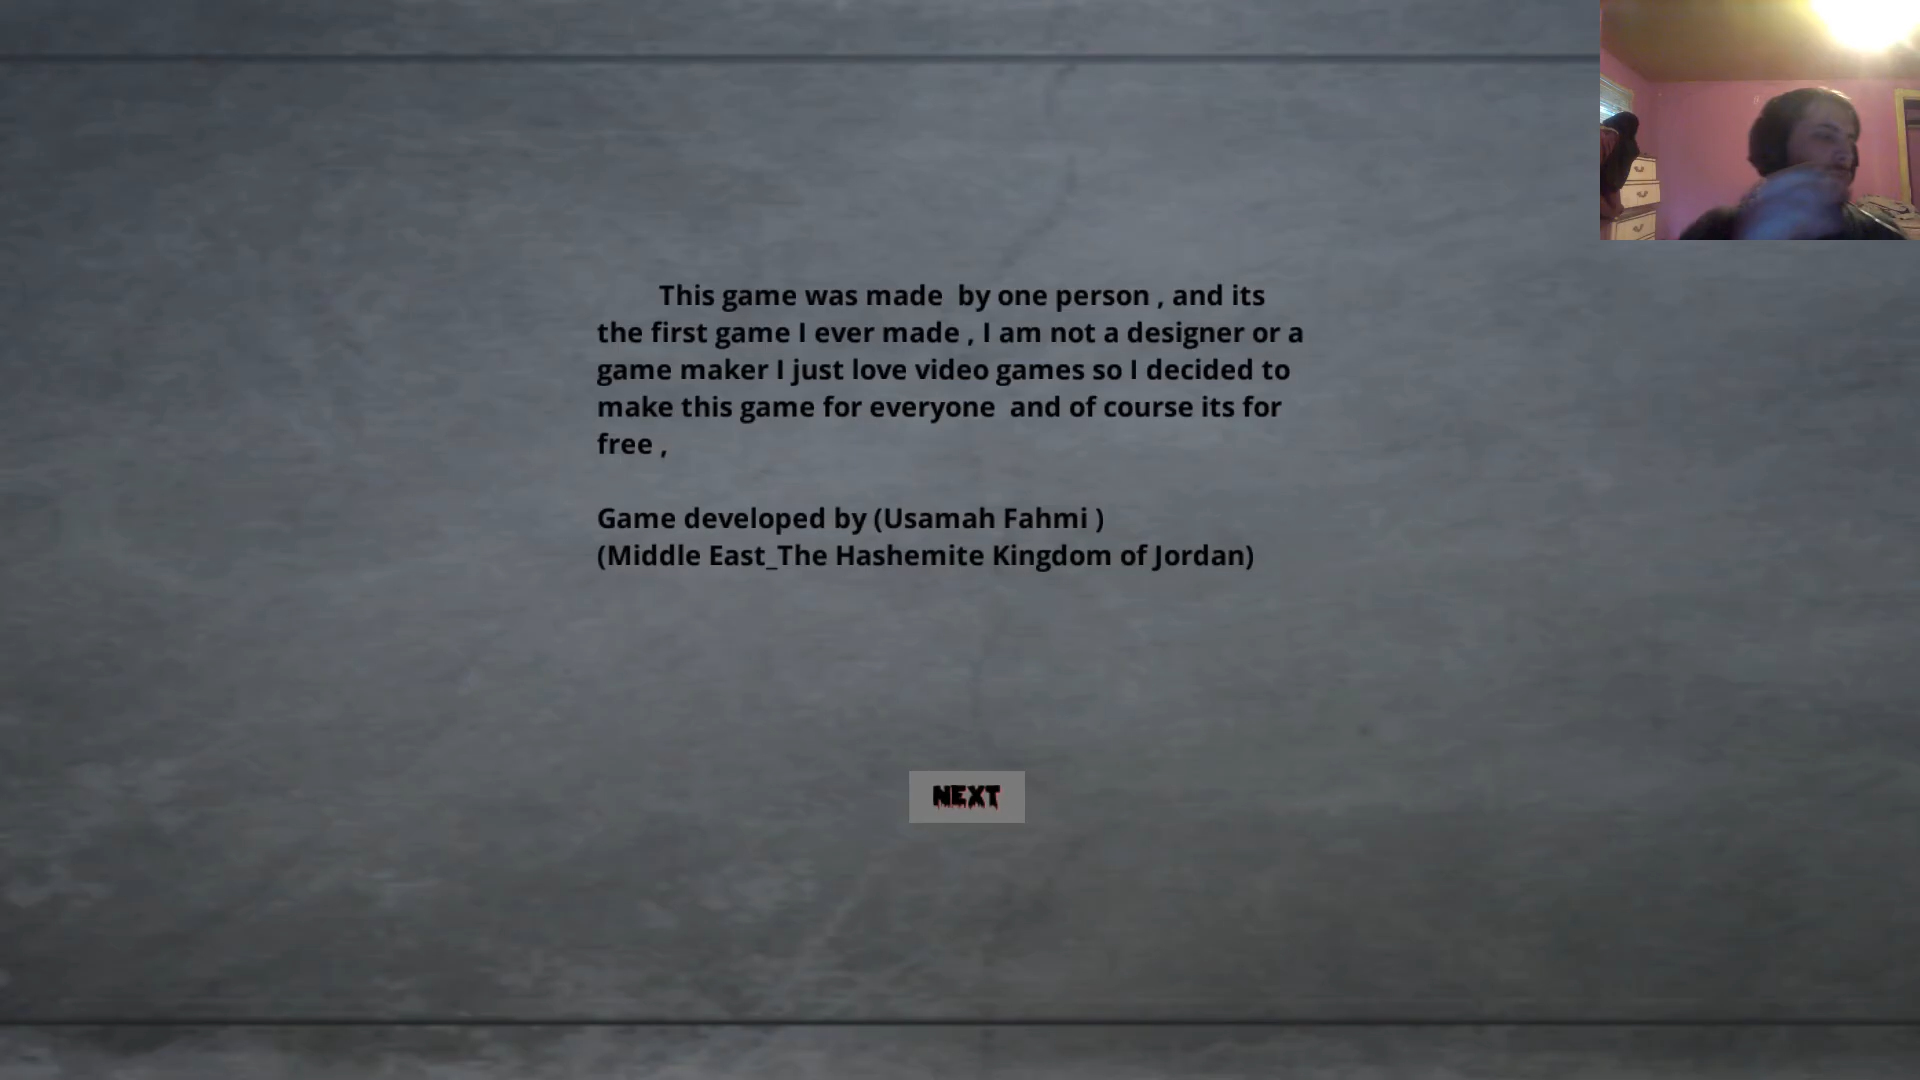 This game was made  by one person , and its
the first game I ever made , I am not a designer or a
game maker I just love video games so I decided to
make this game for everyone  and of course its for
free ,
Game developed by (Usamah Fahmi )
(Middle East_The Hashemite Kingdom of Jordan)
NEXT